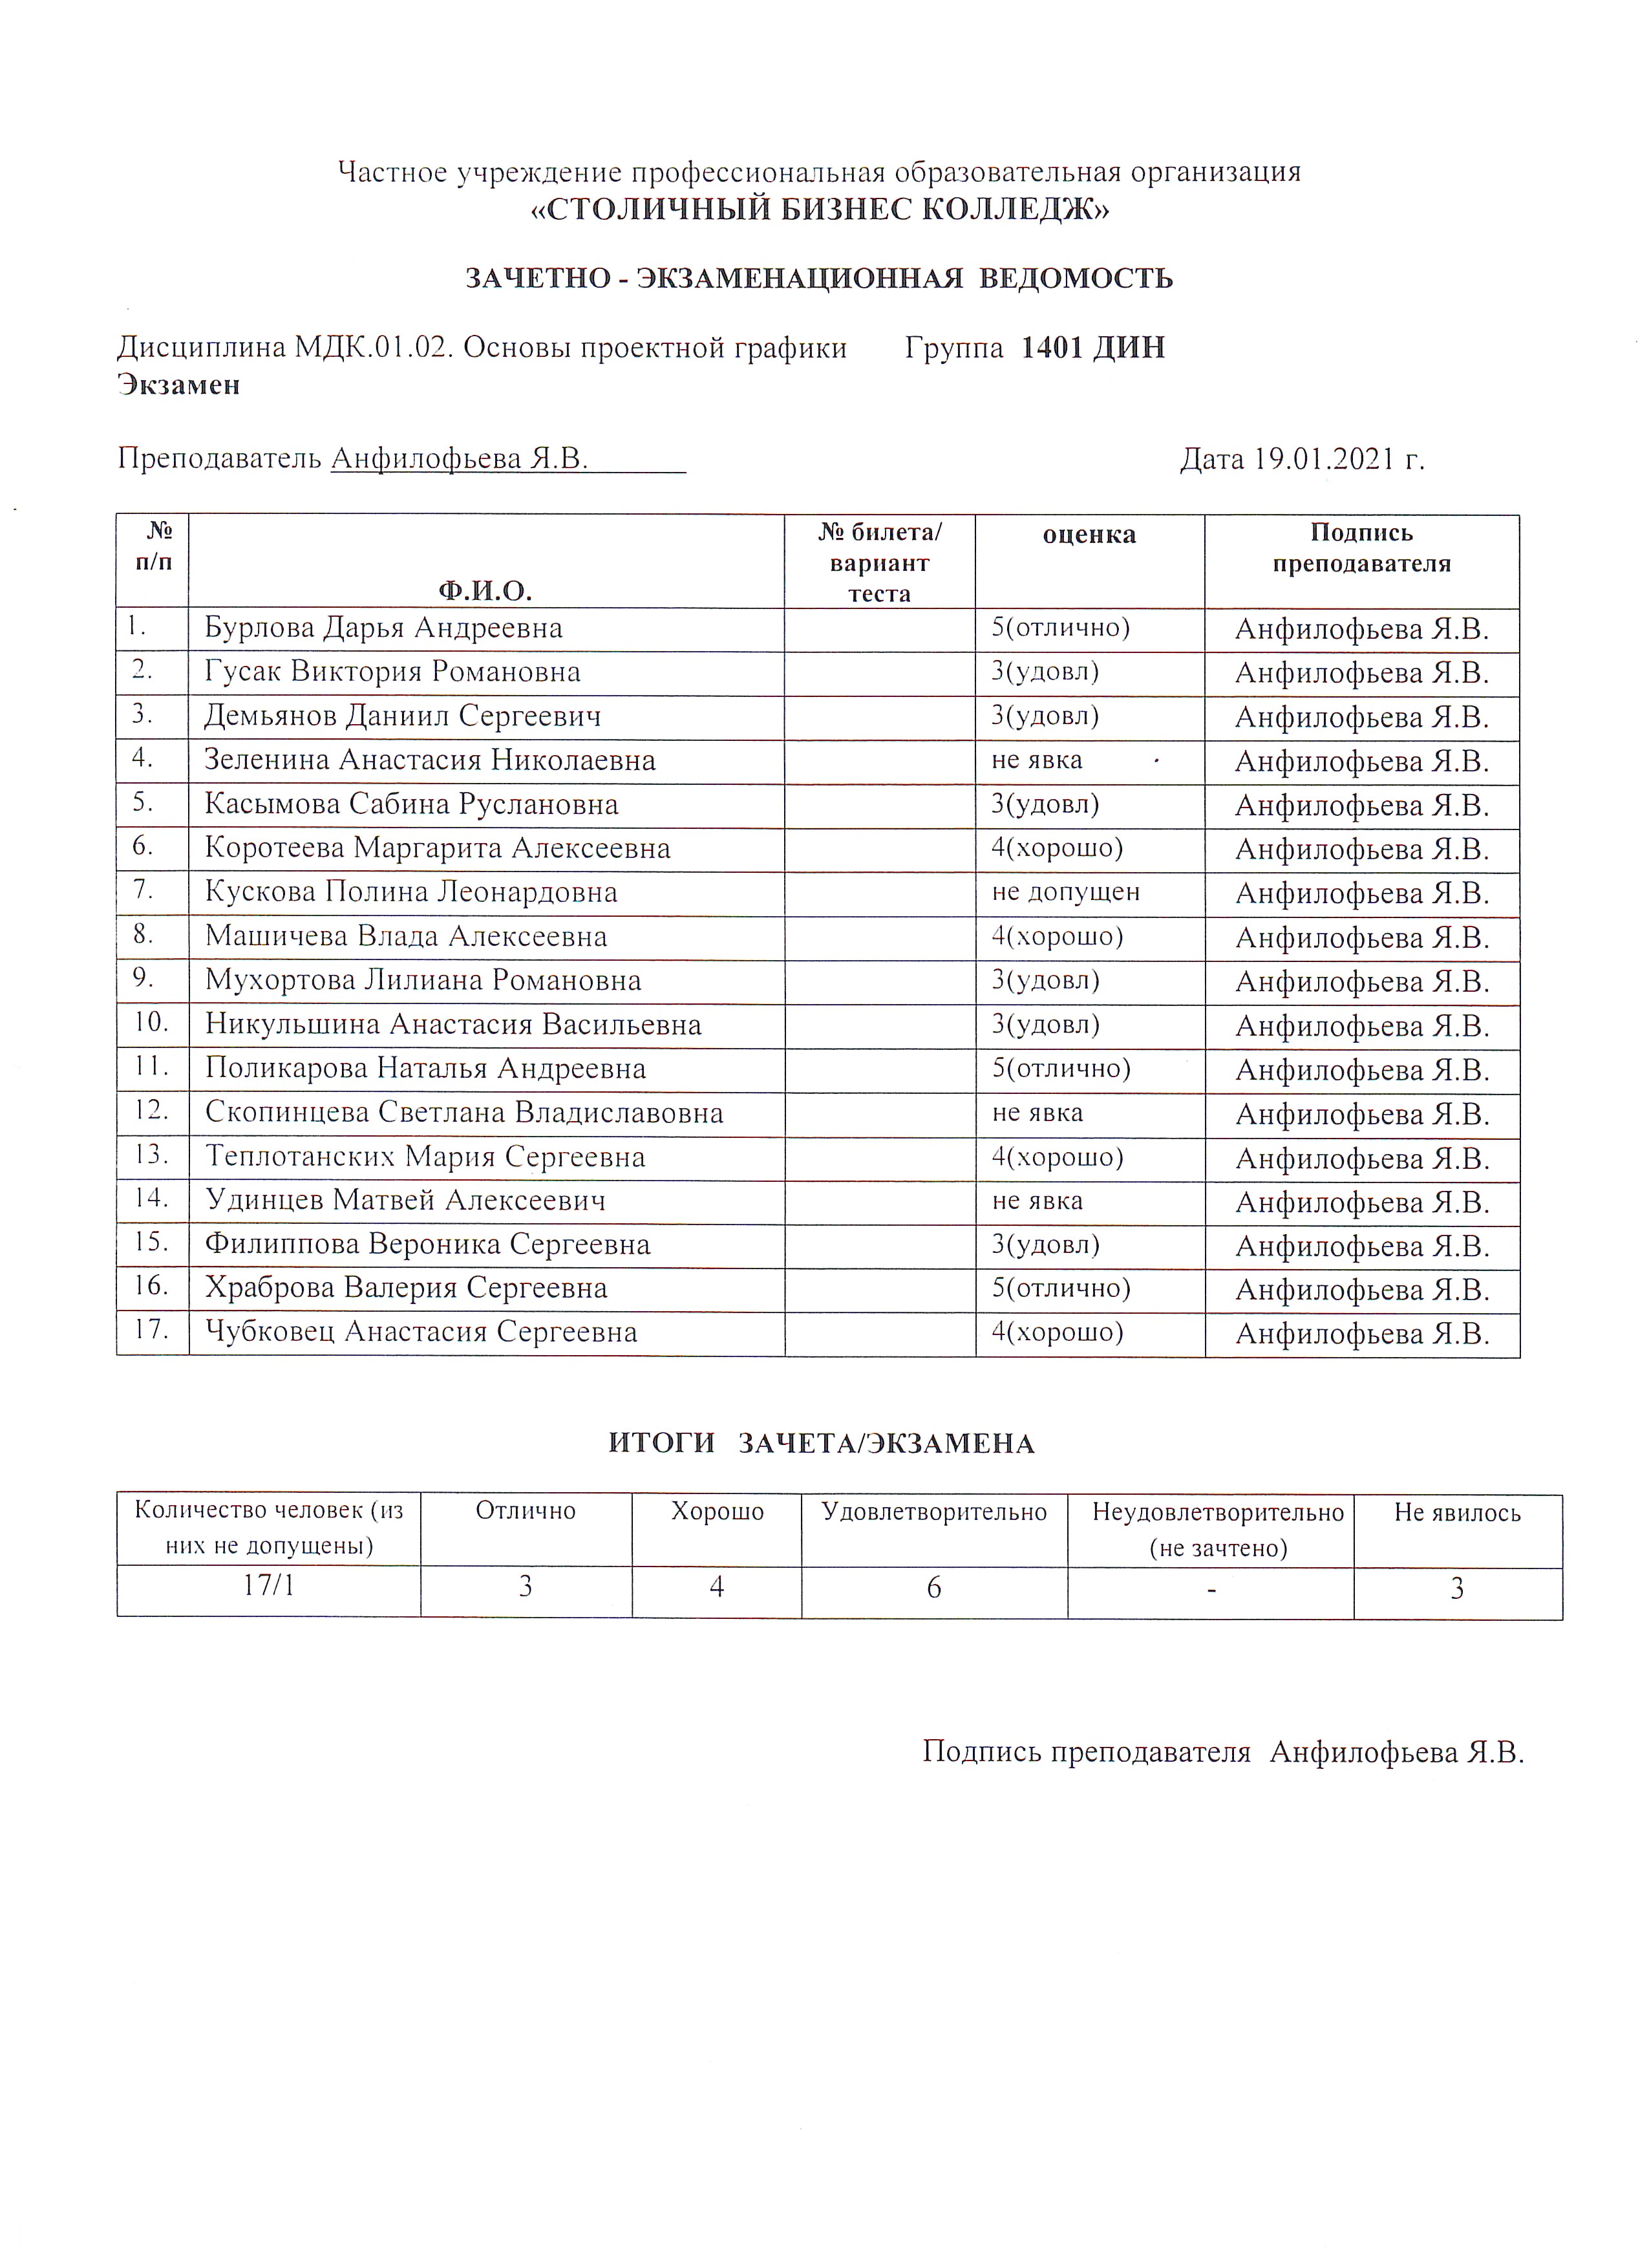 Частное учреждение профессиональная образовательная организация
«СТОЛИЧНЫЙ БИЗНЕС КОЛЛЕДЖ»
ЗАЧЕТНО - ЭКЗАМЕНАЦИОННАЯ ВЕДОМОСТЬ
Дисциплина МДК.01.02. Основы проектной графики Группа 1401 ДИН
Экзамен
Преподаватель Анфилофьева Я.В. Дата 19.01.2021 г.
№ п/п Ф.И.О. № билета/ вариант теста оценка Подпись преподавателя
1. Бурлова Дарья Андреевна 5(отлично) Анфилофьева Я.В.
2. Гусак Виктория Романовна 3(удовл) Анфилофьева Я.В.
3. Демьянов Даниил Сергеевич 3(удовл) Анфилофьева Я.В.
4. Зеленина Анастасия Николаевна не явка Анфилофьева Я.В.
5. Касымова Сабина Руслановна 3(удовл) Анфилофьева Я.В.
6. Коротеева Маргарита Алексеевна 4(хорошо) Анфилофьева Я.В.
7. Кускова Полина Леонардовна не допущен Анфилофьева Я.В.
8. Машичева Влада Алексеевна 4(хорошо) Анфилофьева Я.В.
9. Мухортова Лилиана Романовна 3(удовл) Анфилофьева Я.В.
10. Никульшина Анастасия Васильевна 3(удовл) Анфилофьева Я.В.
11. Поликарова Наталья Андреевна 5(отлично) Анфилофьева Я.В.
12. Скопинцева Светлана Владиславовна не явка Анфилофьева Я.В.
13. Теплотанских Мария Сергеевна 4(хорошо) Анфилофьева Я.В.
14. Удинцев Матвей Алексеевич не явка Анфилофьева Я.В.
15. Филиппова Вероника Сергеевна 3(удовл) Анфилофьева Я.В.
16. Храброва Валерия Сергеевна 5(отлично) Анфилофьева Я.В.
17. Чубковец Анастасия Сергеевна 4(хорошо) Анфилофьева Я.В.
ИТОГИ ЗАЧЕТА/ЭКЗАМЕНА
Количество человек (из них не допущены) Отлично Хорошо Удовлетворительно Неудовлетворительно (не зачтено) Не явилось
17/1 3 4 6 - 3
Подпись преподавателя Анфилофьева Я.В.